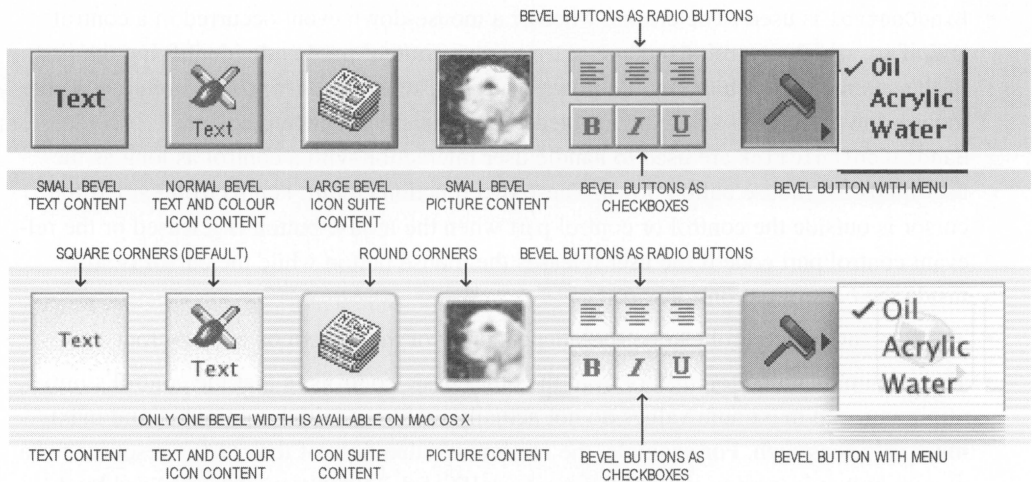 BEVEL BUTTONS AS RADIO BUTTONS
Text
Text
NEWS
B I U
✓ Oil
Acrylic
Water
SMALL BEVEL
TEXT CONTENT
NORMAL BEVEL
TEXT AND COLOUR
ICON CONTENT
LARGE BEVEL
ICON SUITE
CONTENT
SMALL BEVEL
PICTURE CONTENT
BEVEL BUTTONS AS
CHECKBOXES
BEVEL BUTTON WITH MENU
SQUARE CORNERS (DEFAULT)
ROUND CORNERS
BEVEL BUTTONS AS RADIO BUTTONS
Text
Text
NEWS
B I U
✓ Oil
Acrylic
Water
ONLY ONE BEVEL WIDTH IS AVAILABLE ON MAC OS X
TEXT CONTENT
TEXT AND COLOUR
ICON CONTENT
ICON SUITE
CONTENT
PICTURE CONTENT
BEVEL BUTTONS AS
CHECKBOXES
BEVEL BUTTON WITH MENU